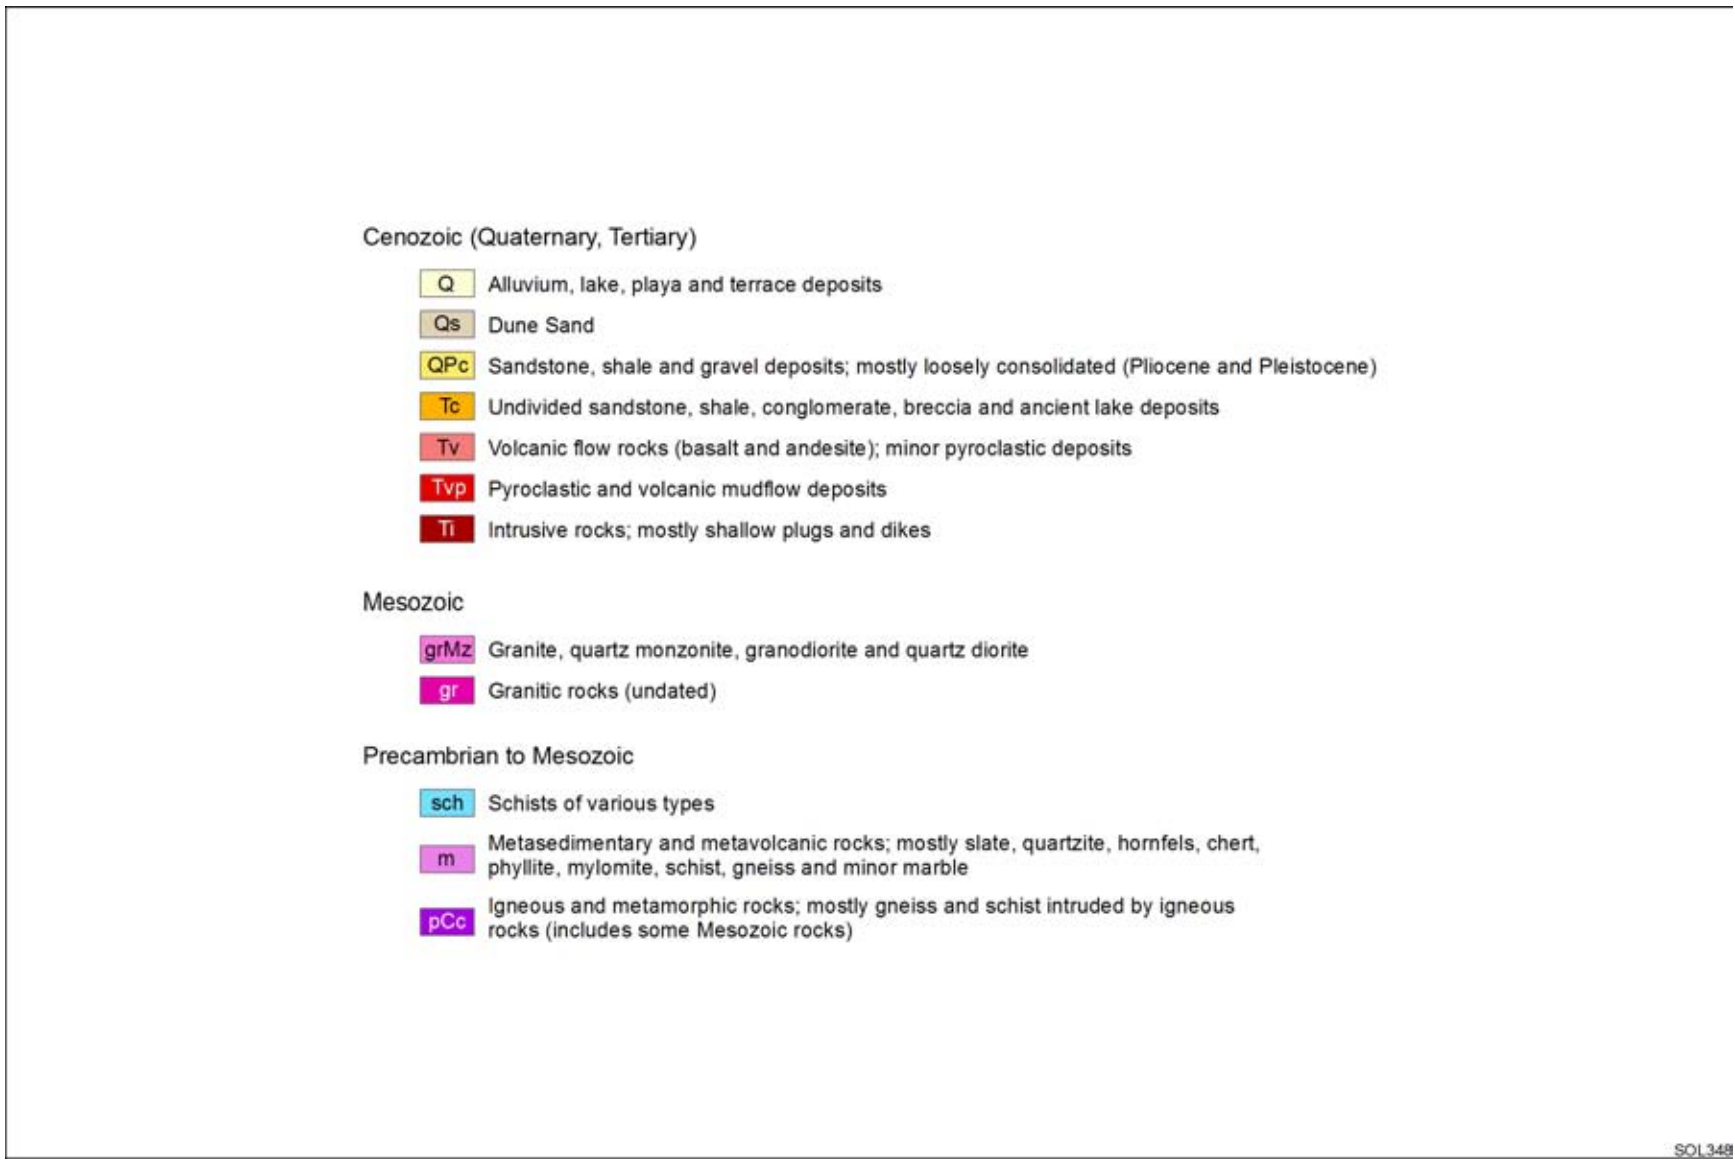 Cenozoic (Quaternary, Tertiary)
Q Alluvium, lake, playa and terrace deposits
Qs Dune Sand
QPc Sandstone, shale and gravel deposits; mostly loosely consolidated (Pliocene and Pleistocene)
Tc Undivided sandstone, shale, conglomerate, breccia and ancient lake deposits
Tv Volcanic flow rocks (basalt and andesite); minor pyroclastic deposits
Tvp Pyroclastic and volcanic mudflow deposits
Ti Intrusive rocks; mostly shallow plugs and dikes
Mesozoic
grMz Granite, quartz monzonite, granodiorite and quartz diorite
gr Granitic rocks (undated)
Precambrian to Mesozoic
sch Schists of various types
m Metasedimentary and metavolcanic rocks; mostly slate, quartzite, hornfels, chert,
phyllite, mylomite, schist, gneiss and minor marble
pCc Igneous and metamorphic rocks; mostly gneiss and schist intruded by igneous
rocks (includes some Mesozoic rocks)